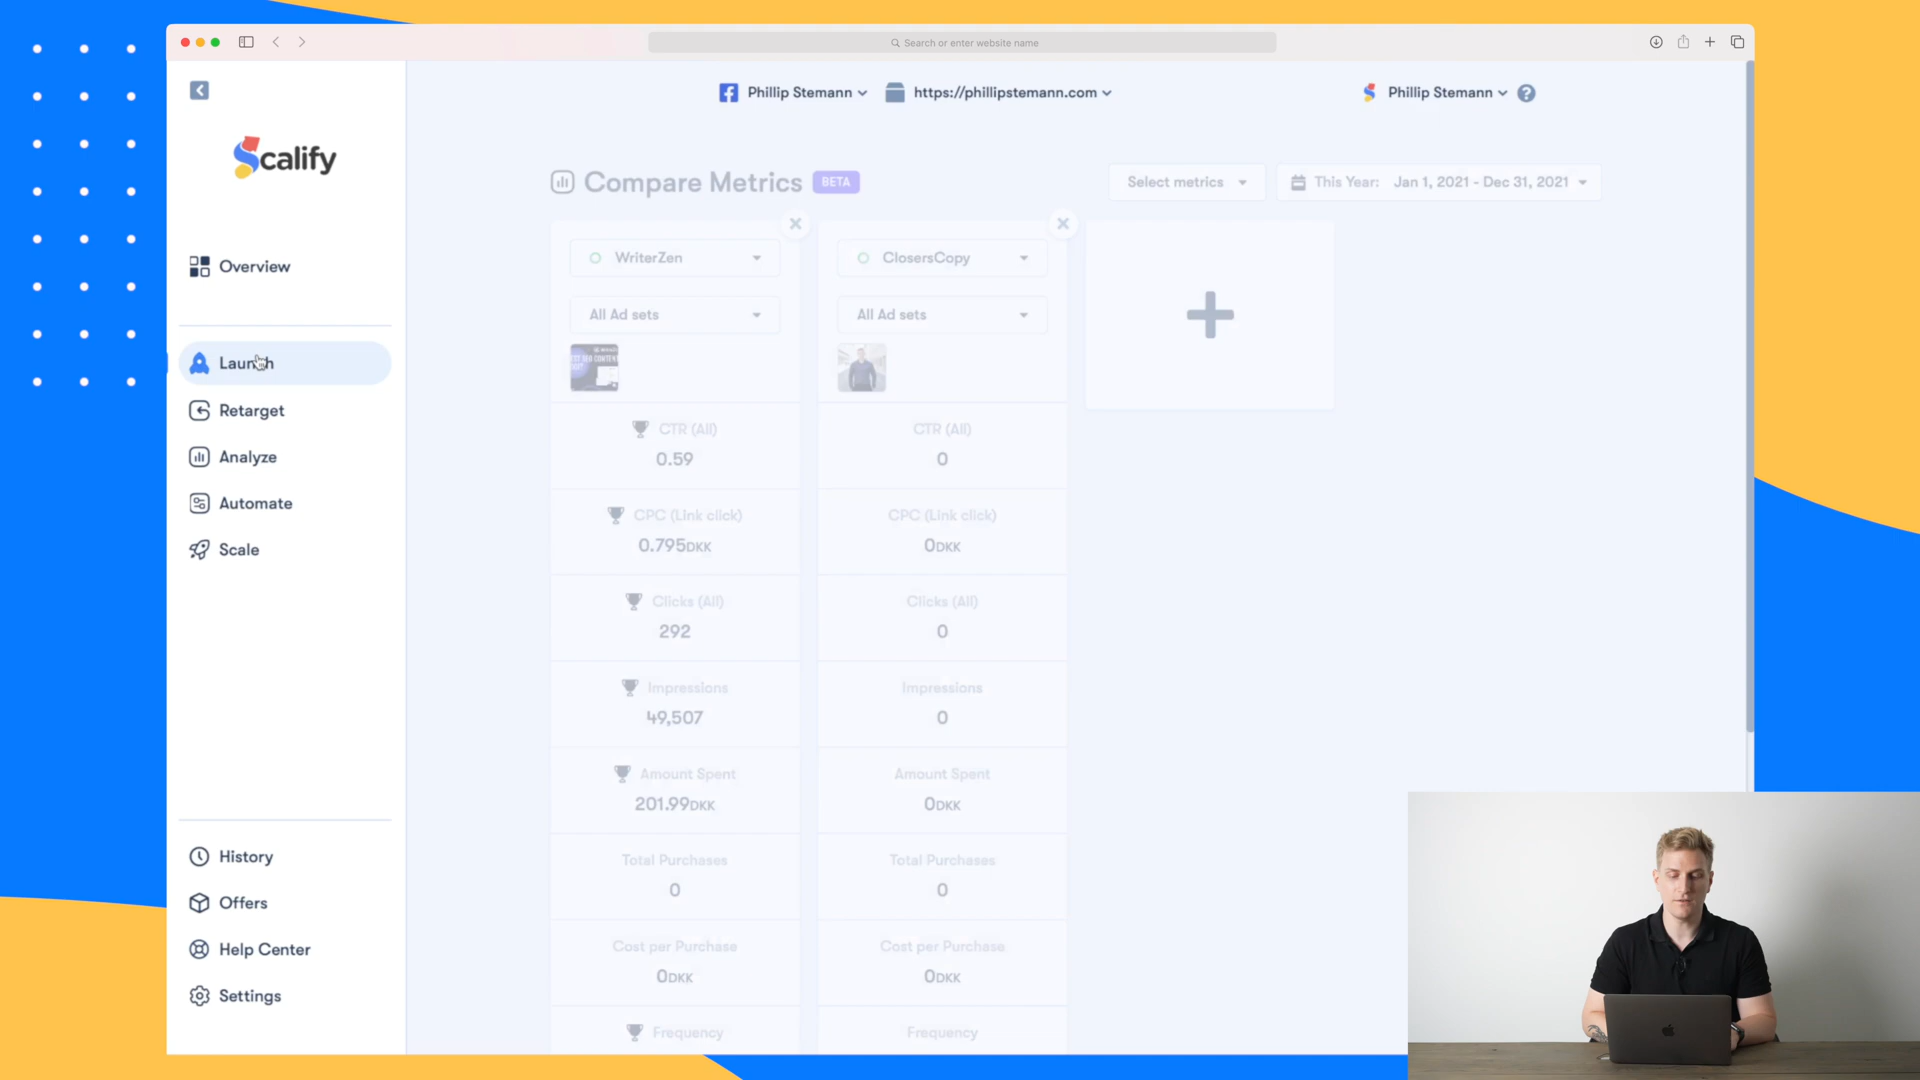 Search or enter website name
Phillip Stemann
https://phillipstemann.com
Phillip Stemann
Scalify
Overview
Launch
Retarget
Analyze
Automate
Scale
History
Offers
Help Center
Settings
Compare Metrics BETA
Select metrics
This Year: Jan 1, 2021 - Dec 31, 2021
WriterZen
ClosersCopy
All Ad sets
All Ad sets
CTR (All)
0.59
CTR (All)
0
CPC (Link click)
0.795DKK
CPC (Link click)
0DKK
Clicks (All)
292
Clicks (All)
0
Impressions
49,507
Impressions
0
Amount Spent
201.99DKK
Amount Spent
0DKK
Total Purchases
0
Total Purchases
0
Cost per Purchase
0DKK
Cost per Purchase
0DKK
Frequency
Frequency